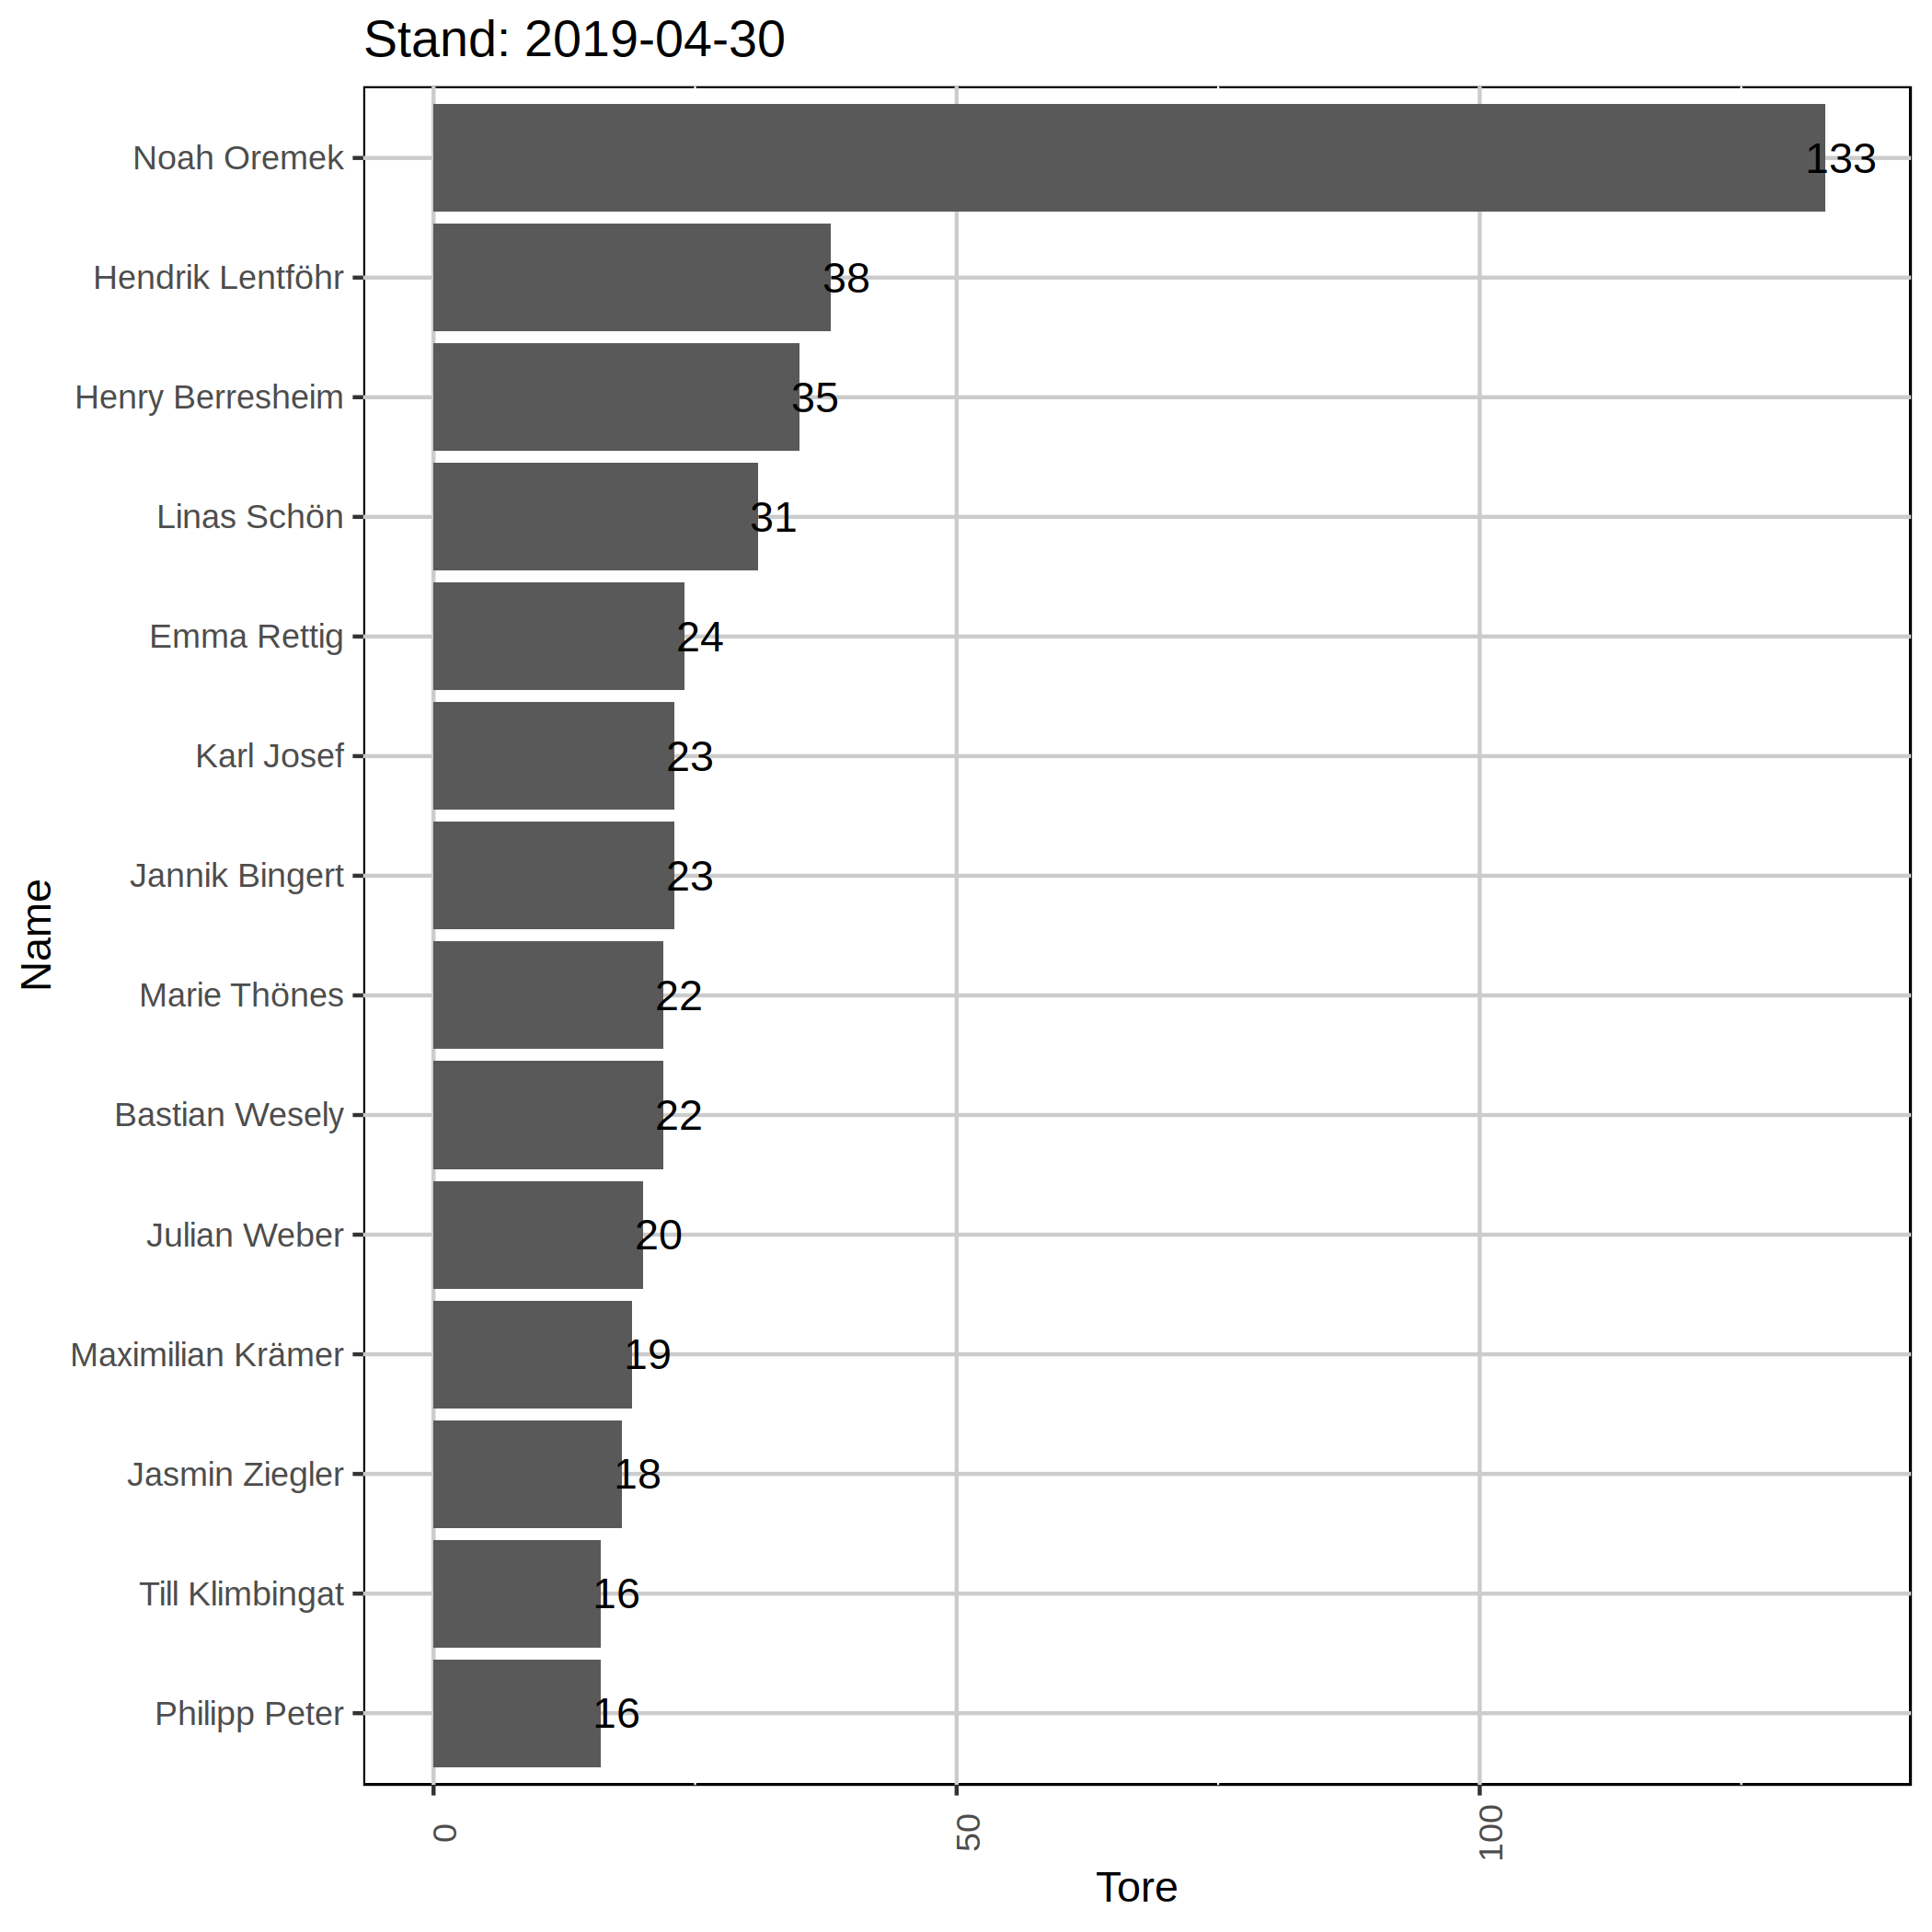 Stand: 2019-04-30
Noah Oremek 133
Hendrik Lentföhr 38
Henry Berresheim 35
Linas Schön 31
Emma Rettig 24
Karl Josef 23
Jannik Bingert 23
Marie Thönes 22
Bastian Wesely 22
Julian Weber 20
Maximilian Krämer 19
Jasmin Ziegler 18
Till Klimbingat 16
Philipp Peter 16
Name
0 50 100
Tore